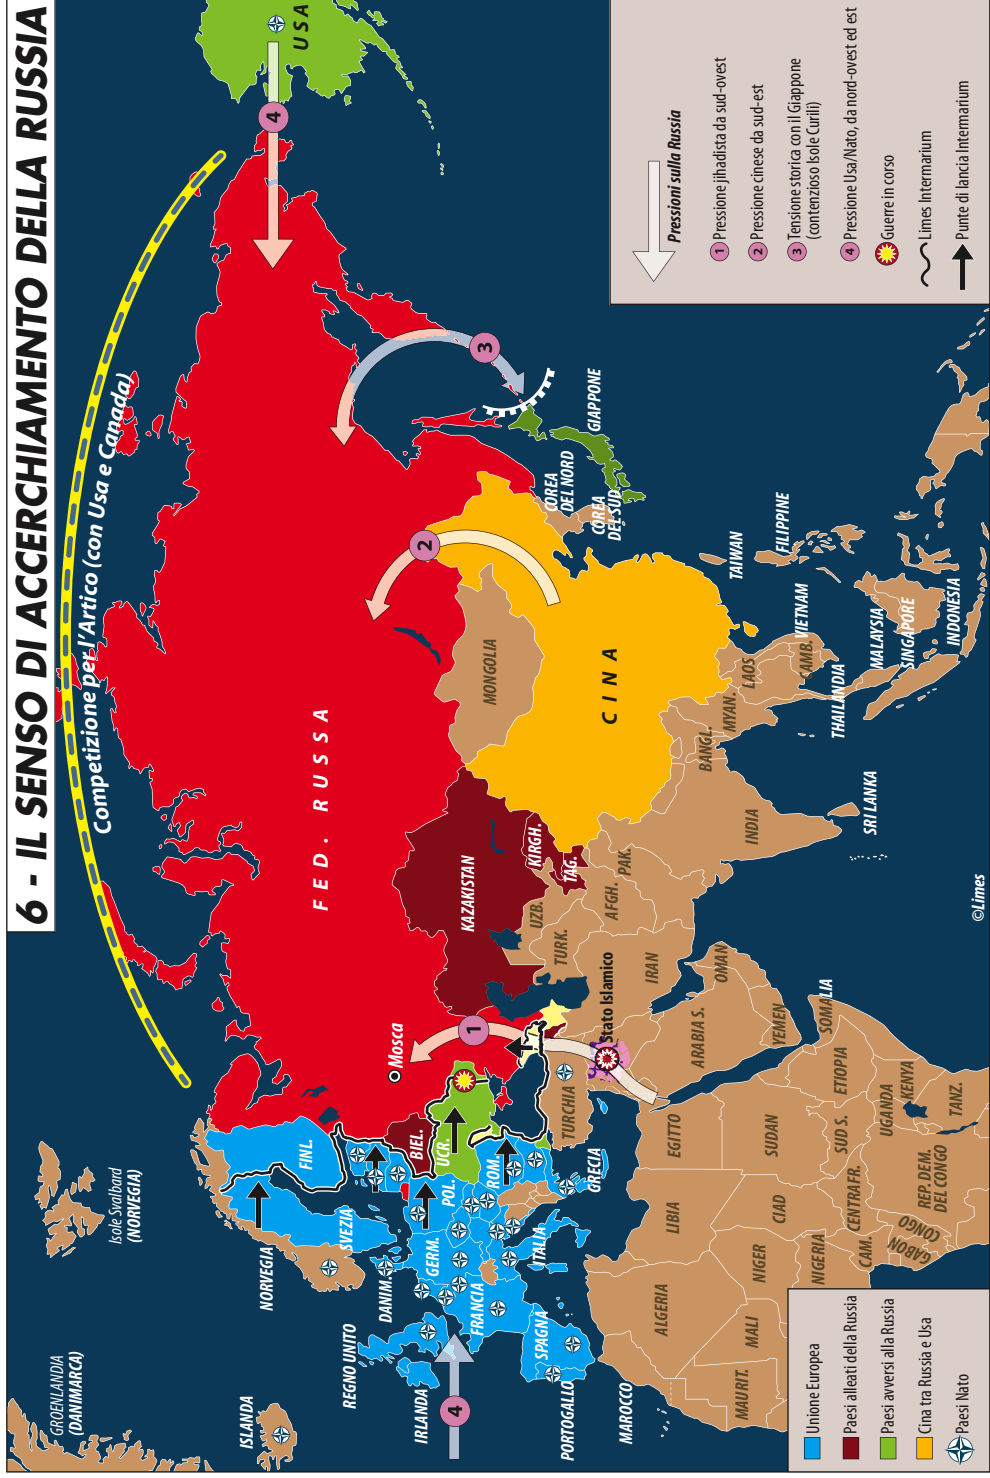 6 - IL SENSO DI ACCERCHIAMENTO DELLA RUSSIA
Competizione per l'Artico (con Usa e Canada)
GROENLANDIA
(DANIMARCA)
Isole Svalbard
(NORVEGIA)
USA
4
ISLANDA
NORVEGIA
SVEZIA
FINL.
FED. RUSSA
Mosca
REGNO UNITO
DANIM.
IRLANDA
4
GERM.
POL.
BIEL.
UCR.
ROM.
FRANCIA
SPAGNA
PORTOGALLO
ITALIA
GRECIA
TURCHIA
1
KAZAKISTAN
KIRGH.
TAG.
UZB.
TURK.
AFGH.
PAK.
IRAN
Stato Islamico
MONGOLIA
2
3
CINA
COREA
DEL NORD
COREA
DEL SUD
GIAPPONE
TAIWAN
FILIPPINE
VIETNAM
LAOS
CAMB.
MYAN.
BANGL.
THAILANDIA
MALAYSIA
SINGAPORE
INDONESIA
INDIA
SRI LANKA
OMAN
ARABIA S.
YEMEN
SOMALIA
MAROCCO
ALGERIA
LIBIA
EGITTO
MAURIT.
MALI
NIGER
CIAD
SUDAN
NIGERIA
CAM.
CENTRAFR.
SUD S.
ETIOPIA
UGANDA
KENYA
GABON
CONGO
REP. DEM.
DEL CONGO
TANZ.
©Limes
Unione Europea
Paesi alleati della Russia
Paesi avversi alla Russia
Cina tra Russia e Usa
Paesi Nato
Pressioni sulla Russia
1 Pressione jihadista da sud-ovest
2 Pressione cinese da sud-est
3 Tensione storica con il Giappone
(contenzioso Isole Curili)
4 Pressione Usa/Nato, da nord-ovest ed est
Guerre in corso
Limes Intermarium
Punte di lancia Intermarium